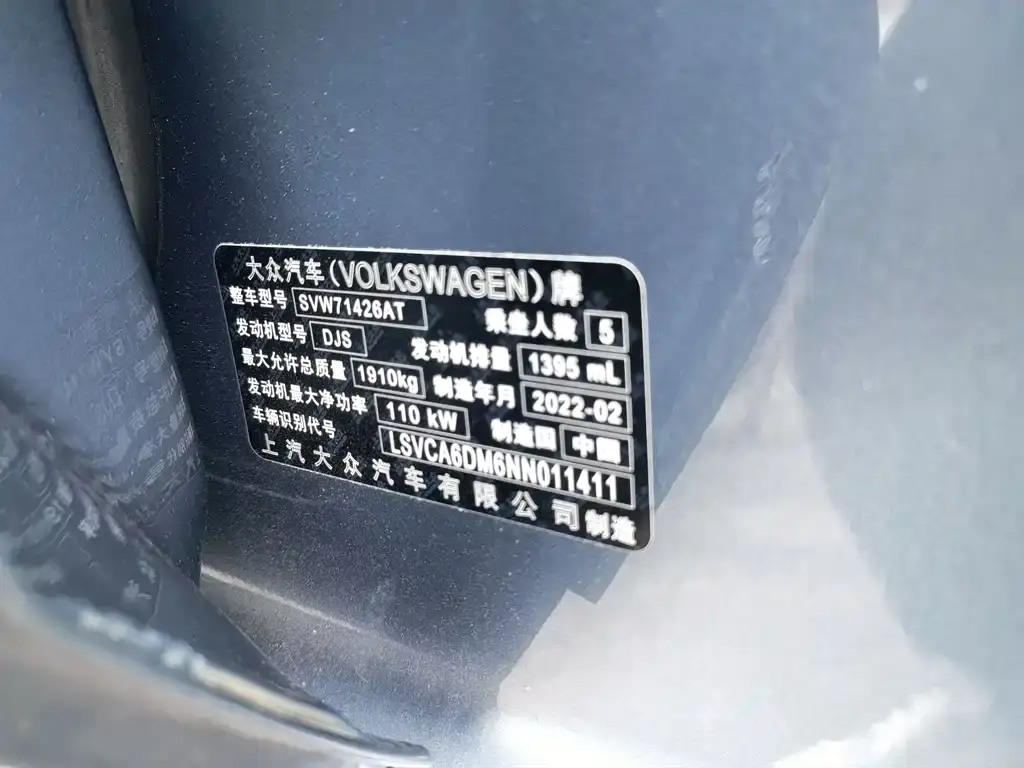 大众汽车(VOLKSWAGEN)牌
整车型号 SVW71426AT 乘坐人数 5
发动机型号 DJS 发动机排量 1395 mL
最大允许总质量 1910kg 制造年月 2022-02
发动机最大净功率 110 kW 制造国 中國
车辆识别代号 LSVCA6DM6NN011411
上汽大众汽车有限公司制造